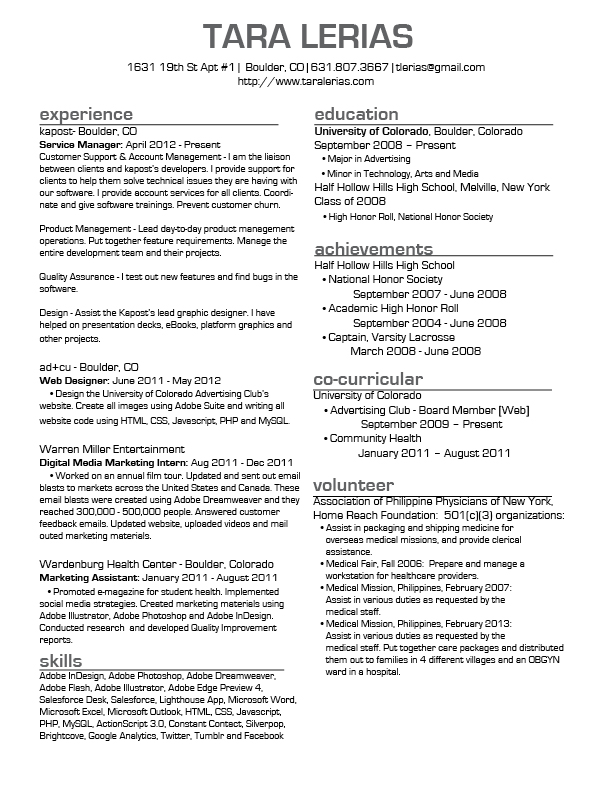 TARA LERIAS
1631 19th St Apt #1| Boulder, CO|631.807.3667|tlerias@gmail.com
http://www.taralerias.com
experience
kapost- Boulder, CO
Service Manager: April 2012 - Present
Customer Support & Account Management - I am the liaison
between clients and kapost's developers. I provide support for
clients to help them solve technical issues they are having with
our software. I provide account services for all clients. Coordi-
nate and give software trainings. Prevent customer churn.
Product Management - Lead day-to-day product management
operations. Put together feature requirements. Manage the
entire development team and their projects.
Quality Assurance - I test out new features and find bugs in the
software.
Design - Assist the Kapost's lead graphic designer. I have
helped on presentation decks, eBooks, platform graphics and
other projects.
ad+cu - Boulder, CO
Web Designer: June 2011 - May 2012
• Design the University of Colorado Advertising Club's
website. Create all images using Adobe Suite and writing all
website code using HTML, CSS, Javascript, PHP and MySQL.
Warren Miller Entertainment
Digital Media Marketing Intern: Aug 2011 - Dec 2011
• Worked on an annual film tour. Updated and sent out email
blasts to markets across the United States and Canada. These
email blasts were created using Adobe Dreamweaver and they
reached 300,000 - 500,000 people. Answered customer
feedback emails. Updated website, uploaded videos and mail
outed marketing materials.
Wardenburg Health Center - Boulder, Colorado
Marketing Assistant: January 2011 - August 2011
• Promoted e-magazine for student health. Implemented
social media strategies. Created marketing materials using
Adobe Illustrator, Adobe Photoshop and Adobe InDesign.
Conducted research and developed Quality Improvement
reports.
skills
Adobe InDesign, Adobe Photoshop, Adobe Dreamweaver,
Adobe Flash, Adobe Illustrator, Adobe Edge Preview 4,
Salesforce Desk, Salesforce, Lighthouse App, Microsoft Word,
Microsoft Excel, Microsoft Outlook, HTML, CSS, Javascript,
PHP, MySQL, ActionScript 3.0, Constant Contact, Silverpop,
Brightcove, Google Analytics, Twitter, Tumblr and Facebook
education
University of Colorado, Boulder, Colorado
September 2008 – Present
• Major in Advertising
• Minor in Technology, Arts and Media
Half Hollow Hills High School, Melville, New York
Class of 2008
• High Honor Roll, National Honor Society
achievements
Half Hollow Hills High School
• National Honor Society
September 2007 - June 2008
• Academic High Honor Roll
September 2004 - June 2008
• Captain, Varsity Lacrosse
March 2008 - June 2008
co-curricular
University of Colorado
• Advertising Club - Board Member [Web]
September 2009 – Present
• Community Health
January 2011 – August 2011
volunteer
Association of Philippine Physicians of New York,
Home Reach Foundation: 501(c)(3) organizations:
• Assist in packaging and shipping medicine for
overseas medical missions, and provide clerical
assistance.
• Medical Fair, Fall 2006: Prepare and manage a
workstation for healthcare providers.
• Medical Mission, Philippines, February 2007:
Assist in various duties as requested by the
medical staff.
• Medical Mission, Philippines, February 2013:
Assist in various duties as requested by the
medical staff. Put together care packages and distributed
them out to families in 4 different villages and an OBGYN
ward in a hospital.